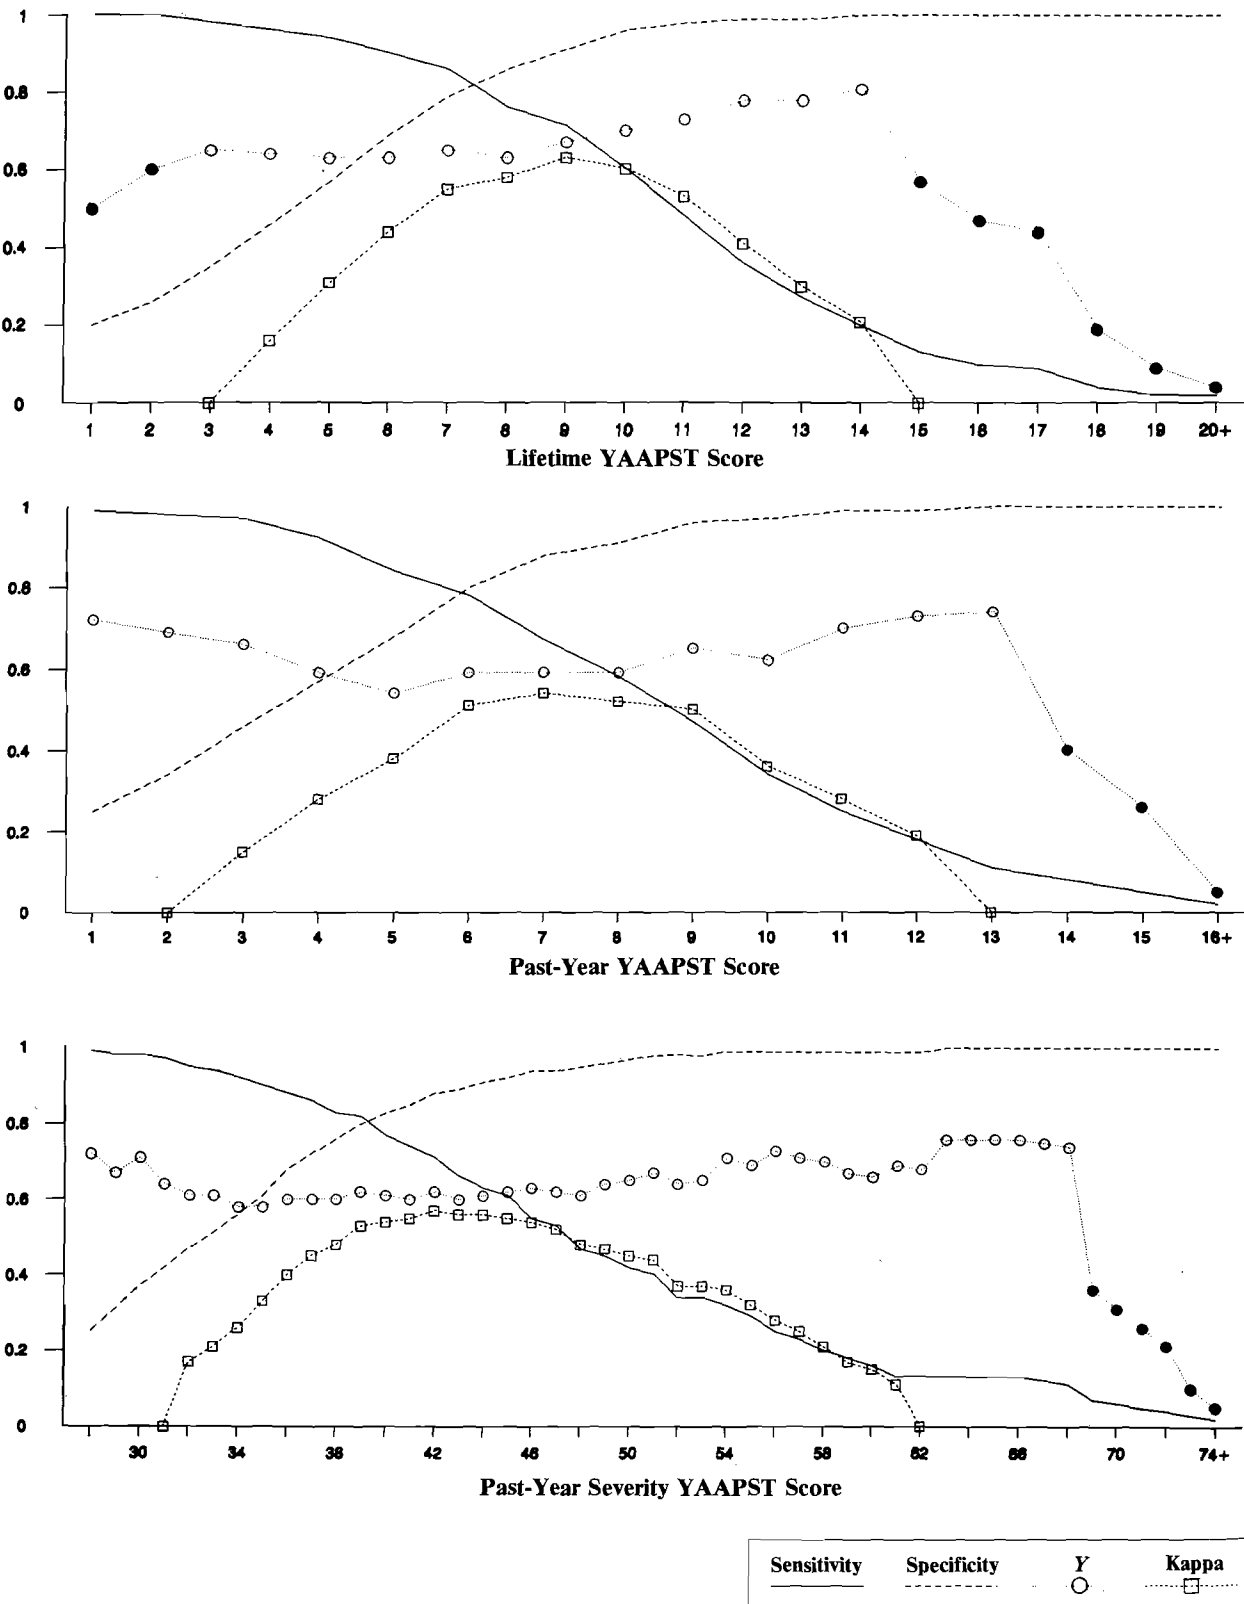 1
0.8
0.6
0.4
0.2
0
1 2 3 4 5 6 7 8 9 10 11 12 13 14 15 16 17 18 19 20+
Lifetime YAAPST Score
1
0.8
0.6
0.4
0.2
0
1 2 3 4 5 6 7 8 9 10 11 12 13 14 15 16+
Past-Year YAAPST Score
1
0.8
0.6
0.4
0.2
0
30 34 38 42 46 50 54 58 62 66 70 74+
Past-Year Severity YAAPST Score
Sensitivity Specificity Y Kappa